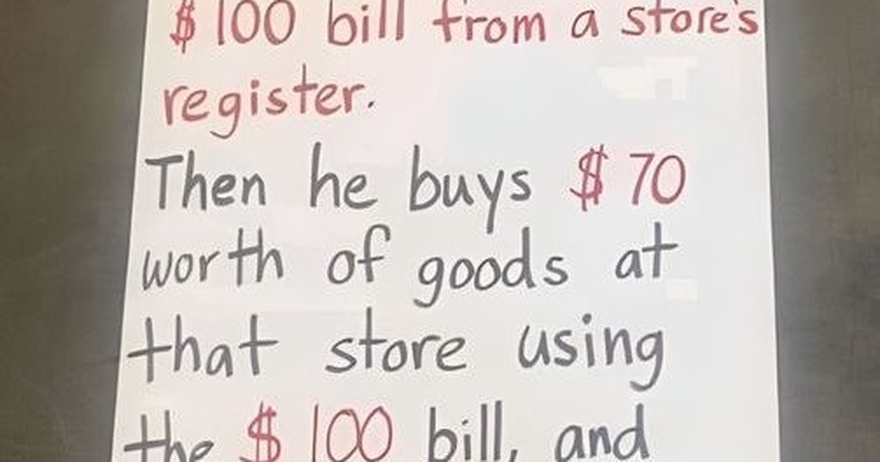 $100 bill from a store's
register.
Then he buys $70
worth of goods at
that store using
the $100 bill, and